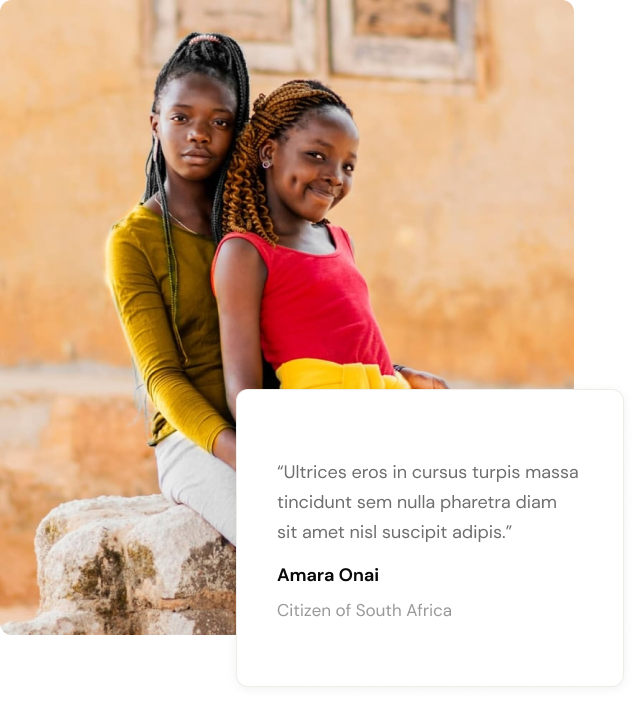 “Ultrices eros in cursus turpis massa
tincidunt sem nulla pharetra diam
sit amet nisl suscipit adipis.”
Amara Onai
Citizen of South Africa